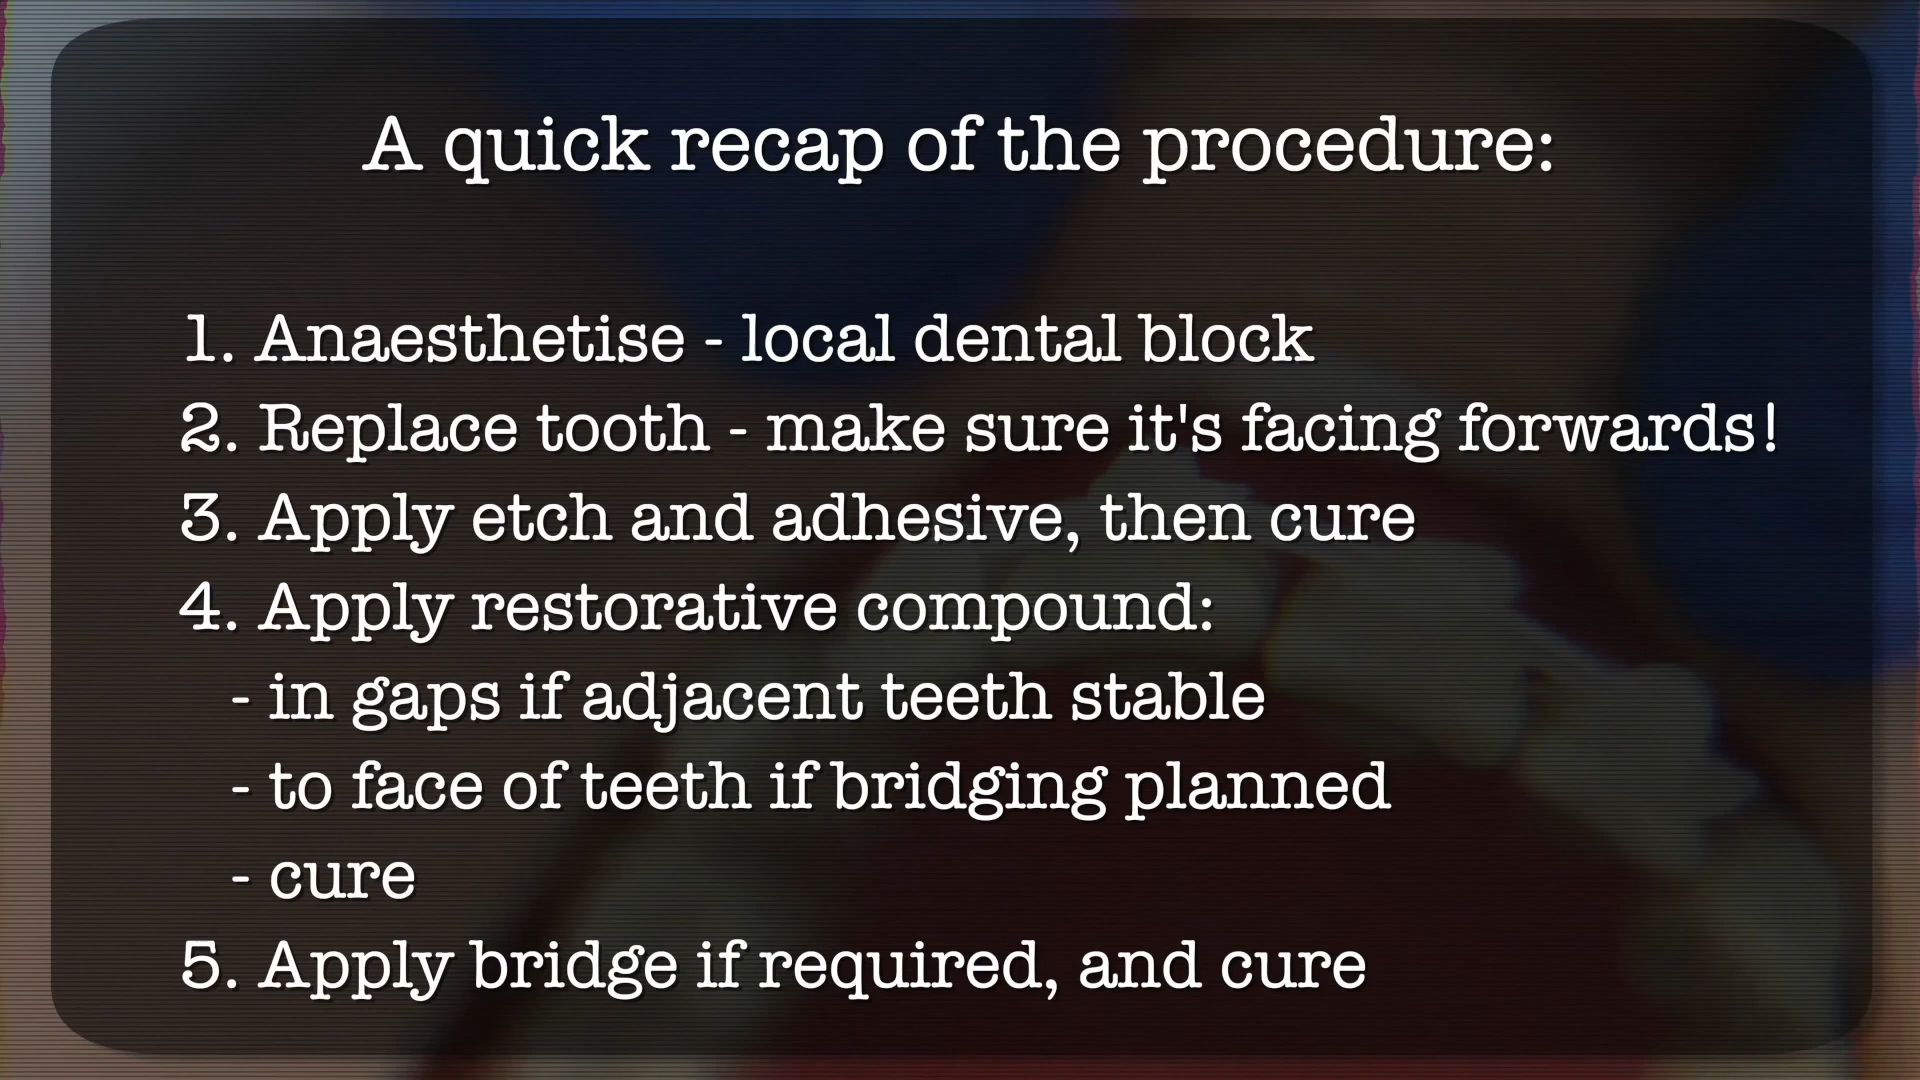 A quick recap of the procedure:
1. Anaesthetise - local dental block
2. Replace tooth - make sure it's facing forwards!
3. Apply etch and adhesive, then cure
4. Apply restorative compound:
- in gaps if adjacent teeth stable
- to face of teeth if bridging planned
- cure
5. Apply bridge if required, and cure